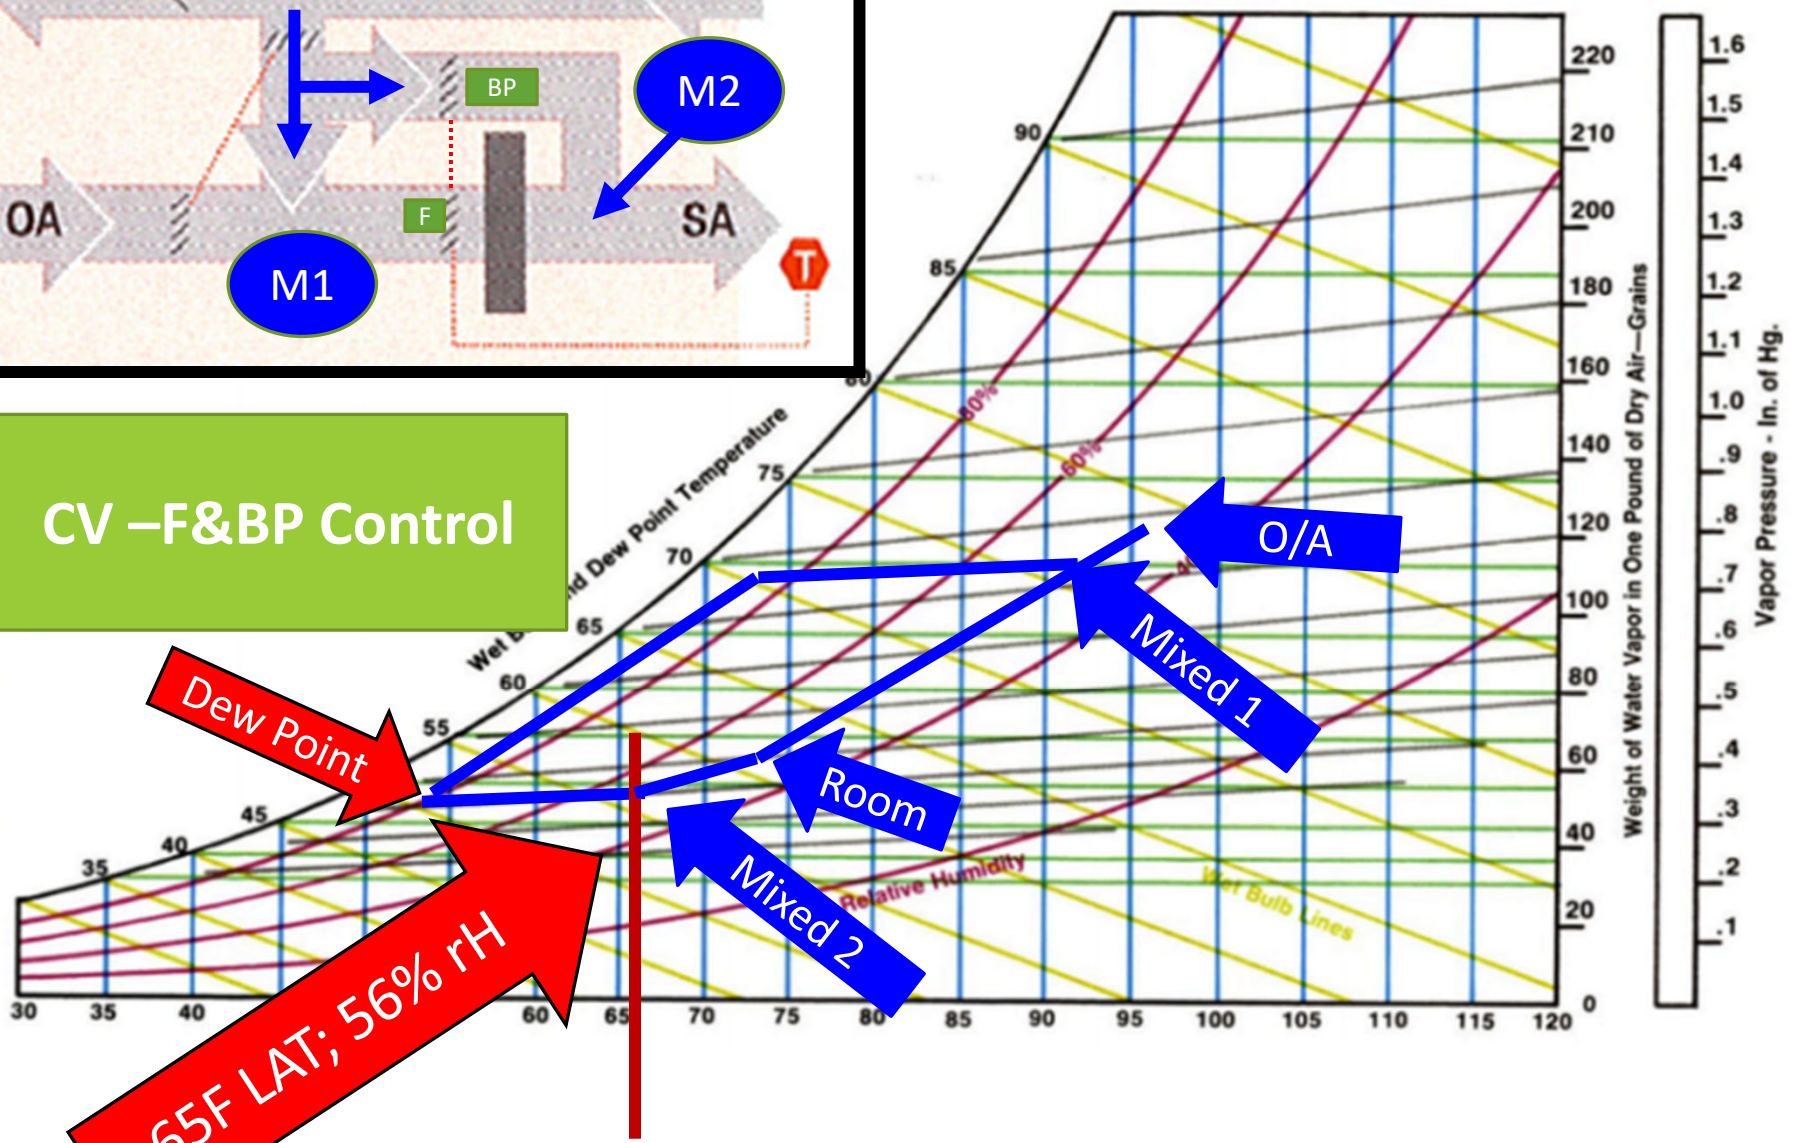 BP
M2
OA
F
SA
T
M1
CV –F&BP Control
Dew Point
65F LAT; 56% rH
Wet B
nd Dew Point Temperature
35
40
45
55
60
65
70
75
80
85
90
80%
60%
4
O/A
Mixed 1
Room
Mixed 2
Relative Humidity
Wet Bulb Lines
30
35
40
60
65
70
75
80
85
90
95
100
105
110
115
120
220
210
200
180
160
140
120
100
80
60
40
20
0
Weight of Water Vapor in One Pound of Dry Air—Grains
1.6
1.5
1.4
1.3
1.2
1.1
1.0
.9
.8
.7
.6
.5
.4
.3
.2
.1
Vapor Pressure - In. of Hg.